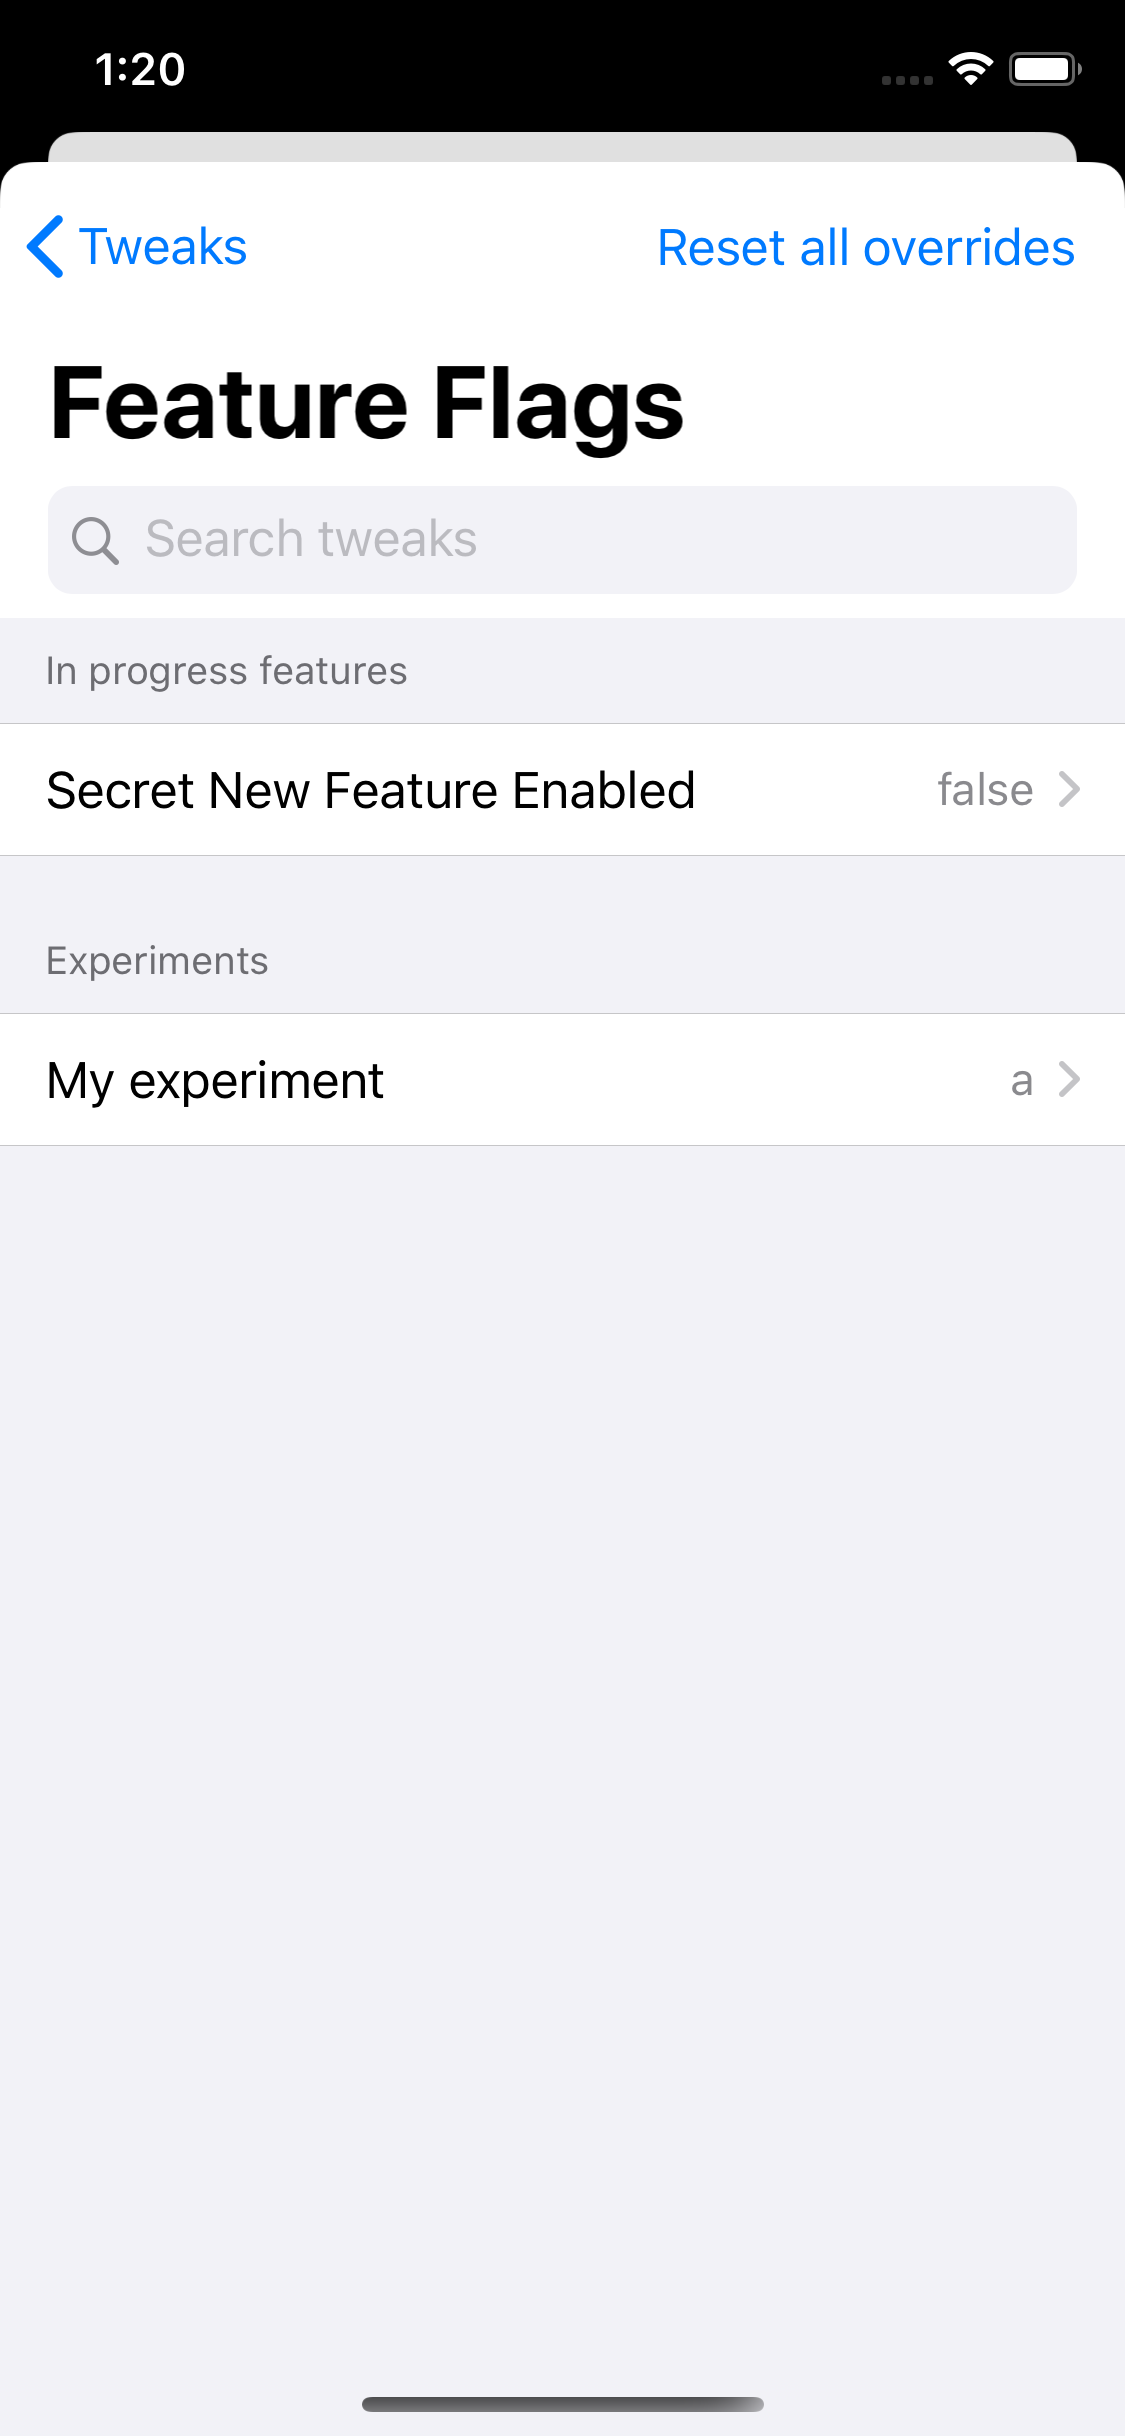 1:20
Tweaks
Reset all overrides
Feature Flags
Search tweaks
In progress features
Secret New Feature Enabled false
Experiments
My experiment a